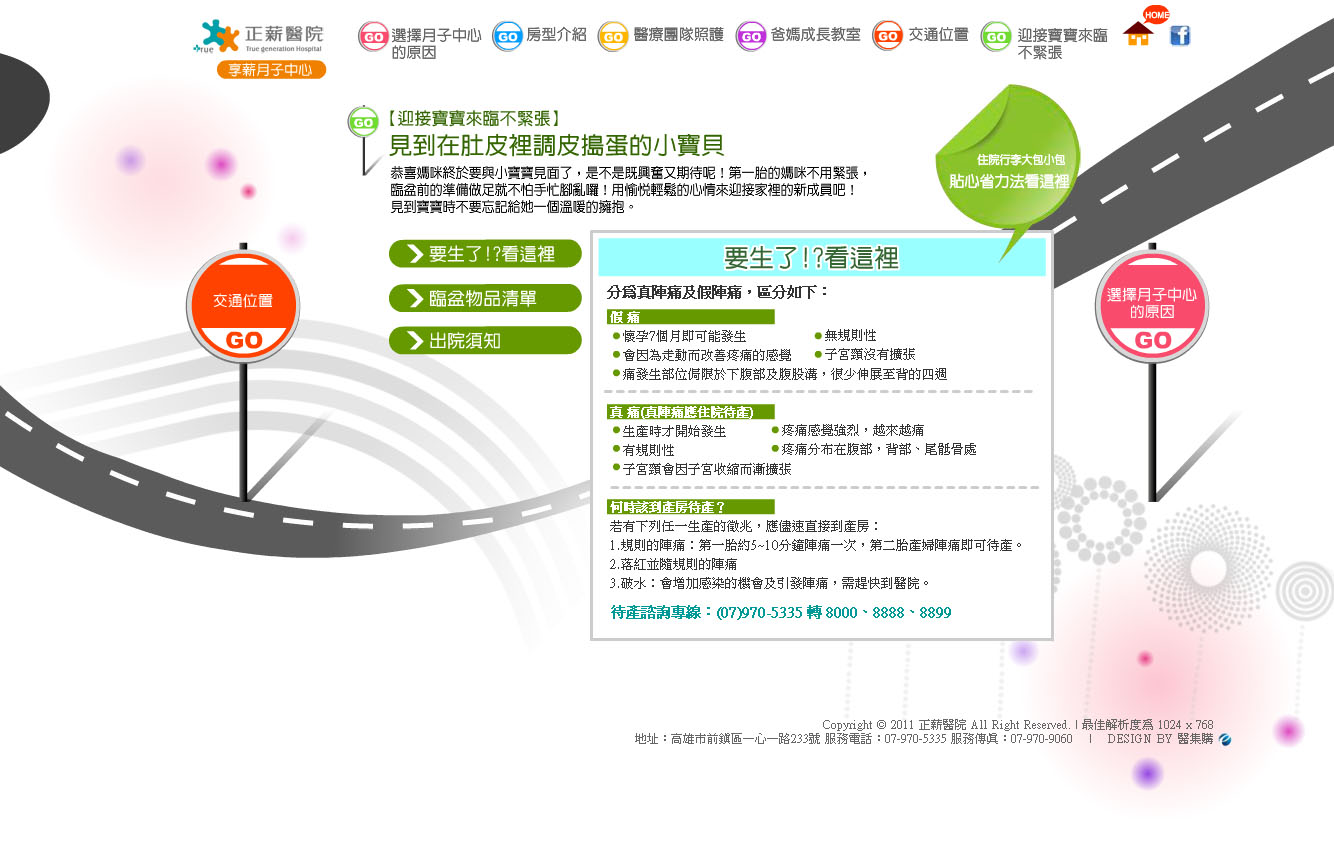 正薪醫院
True
True generation Hospital
享薪月子中心
GO 選擇月子中心
的原因
GO 房型介紹
GO 醫療團隊照護
GO 爸媽成長教室
GO 交通位置
GO 迎接寶寶來臨
不緊張
HOME
f
GO
【迎接寶寶來臨不緊張】
見到在肚皮裡調皮搗蛋的小寶貝
恭喜媽咪終於要與小寶寶見面了，是不是既興奮又期待呢！第一胎的媽咪不用緊張，
臨盆前的準備做足就不怕手忙腳亂囉！用愉悅輕鬆的心情來迎接家裡的新成員吧！
見到寶寶時不要忘記給她一個溫暖的擁抱。
住院行李大包小包
貼心省力法看這裡
要生了!?看這裡
臨盆物品清單
出院須知
交通位置
GO
選擇月子中心
的原因
GO
要生了!?看這裡
分為真陣痛及假陣痛，區分如下：
假 痛
懷孕7個月即可能發生
無規則性
會因為走動而改善疼痛的感覺
子宮頸沒有擴張
痛發生部位侷限於下腹部及腹股溝，很少伸展至背的四週
真 痛(真陣痛應住院待產)
生產時才開始發生
疼痛感覺強烈，越來越痛
有規則性
疼痛分布在腹部，背部、尾骶骨處
子宮頸會因子宮收縮而漸擴張
何時該到產房待產？
若有下列任一生產的徵兆，應儘速直接到產房：
1.規則的陣痛：第一胎約5~10分鐘陣痛一次，第二胎產婦陣痛即可待產。
2.落紅並隨規則的陣痛
3.破水：會增加感染的機會及引發陣痛，需趕快到醫院。
待產諮詢專線：(07)970-5335 轉 8000、8888、8899
Copyright © 2011 正薪醫院 All Right Reserved. | 最佳解析度為 1024 x 768
地址：高雄市前鎮區一心一路233號 服務電話：07-970-5335 服務傳真：07-970-9060 | DESIGN BY 醫集購